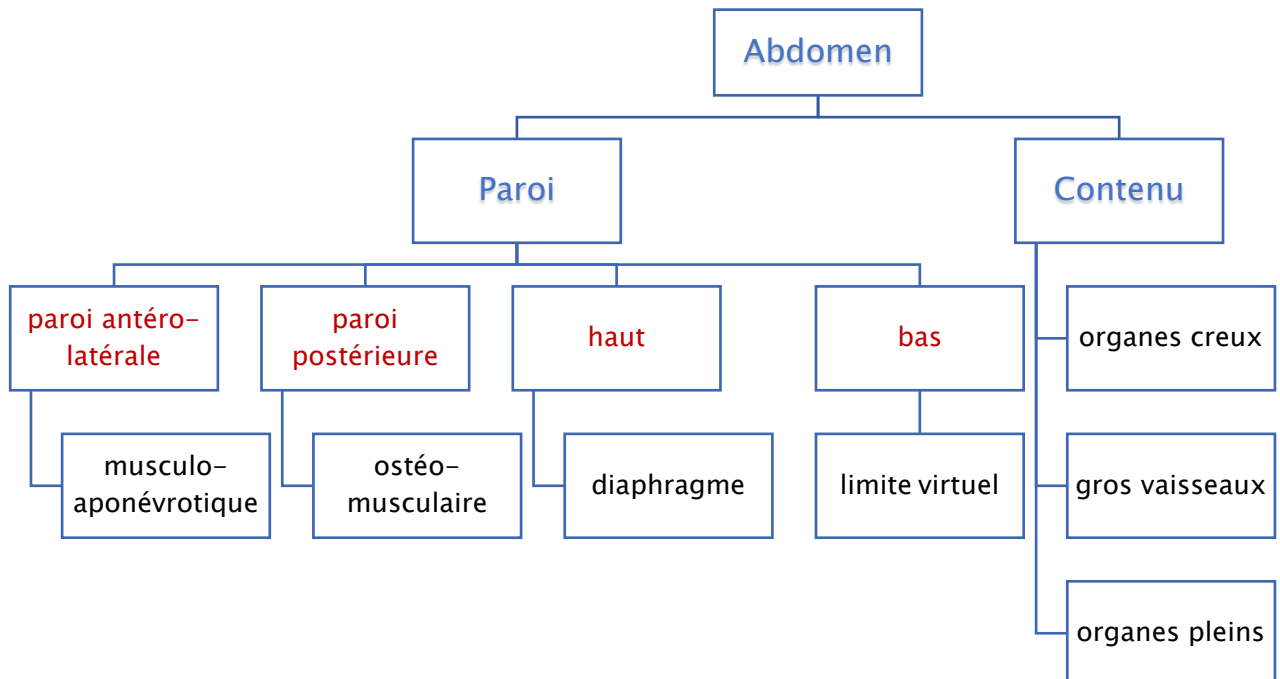 Abdomen
Paroi
Contenu
paroi antéro-
latérale
paroi
postérieure
haut
bas
organes creux
musculo-
aponévrotique
ostéo-
musculaire
diaphragme
limite virtuel
gros vaisseaux
organes pleins